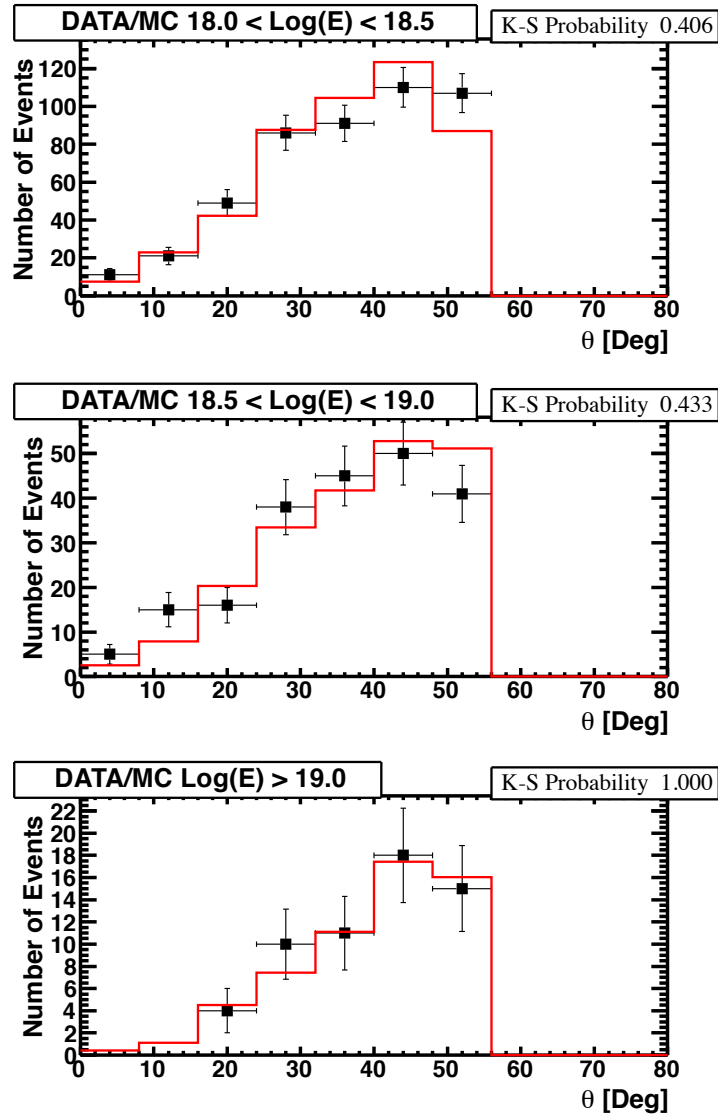 DATA/MC 18.0 < Log(E) < 18.5
K-S Probability 0.406
Number of Events
120
100
80
60
40
20
0
0 10 20 30 40 50 60 70 80
θ [Deg]
DATA/MC 18.5 < Log(E) < 19.0
K-S Probability 0.433
Number of Events
50
40
30
20
10
0
0 10 20 30 40 50 60 70 80
θ [Deg]
DATA/MC Log(E) > 19.0
K-S Probability 1.000
Number of Events
22
20
18
16
14
12
10
8
6
4
2
0
0 10 20 30 40 50 60 70 80
θ [Deg]